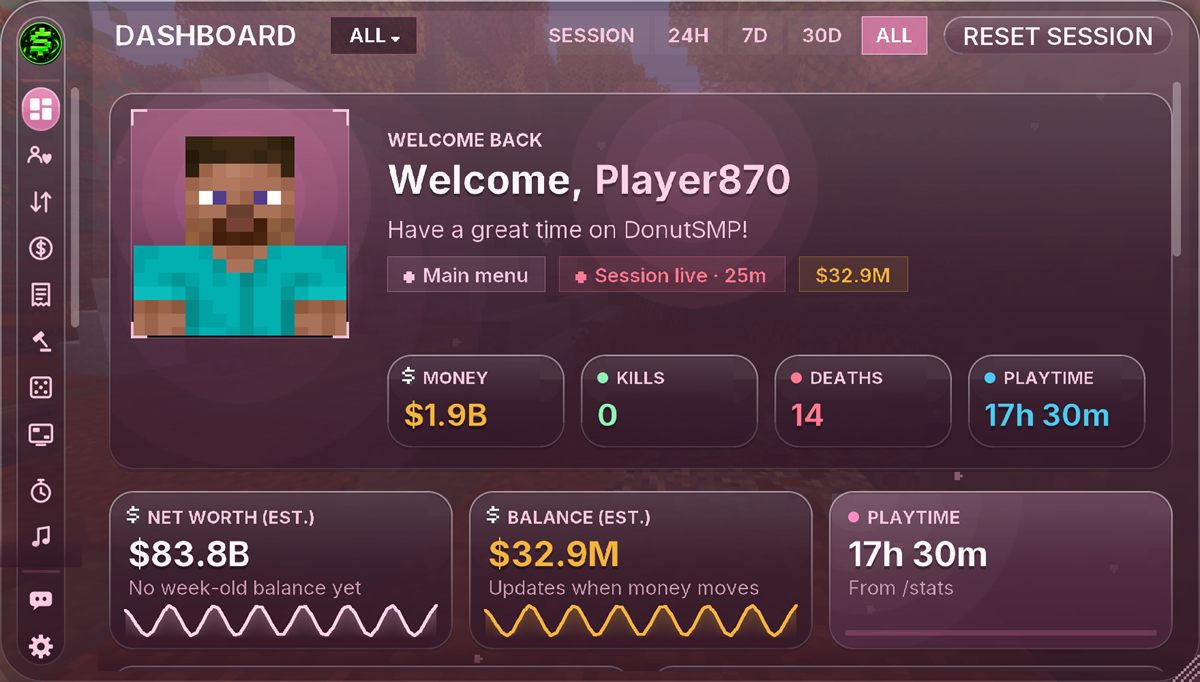 DASHBOARD
ALL
SESSION
24H
7D
30D
ALL
RESET SESSION
WELCOME BACK
Welcome, Player870
Have a great time on DonutSMP!
Main menu
Session live · 25m
$32.9M
MONEY
$1.9B
KILLS
0
DEATHS
14
PLAYTIME
17h 30m
$ NET WORTH (EST.)
$83.8B
No week-old balance yet
$ BALANCE (EST.)
$32.9M
Updates when money moves
PLAYTIME
17h 30m
From /stats